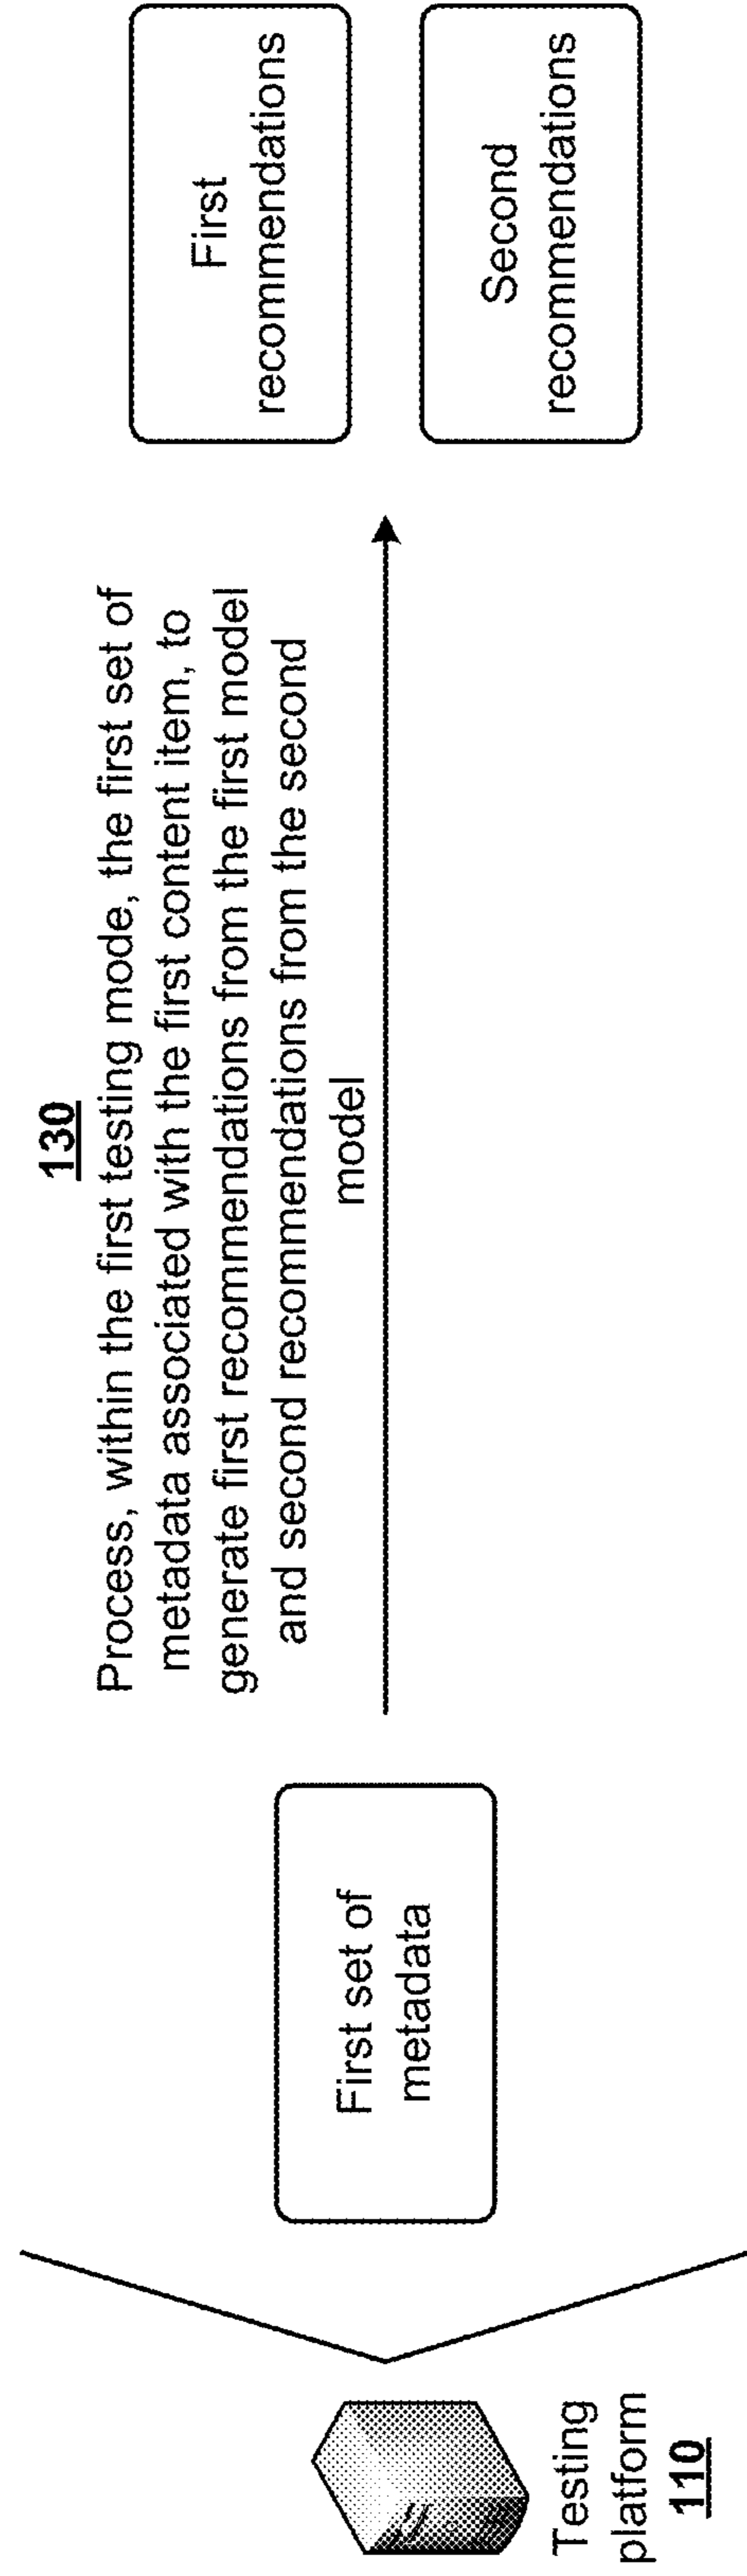 130
Process, within the first testing mode, the first set of
metadata associated with the first content item, to
generate first recommendations from the first model
and second recommendations from the second
model
Testing
platform
110
First set of
metadata
First
recommendations
Second
recommendations